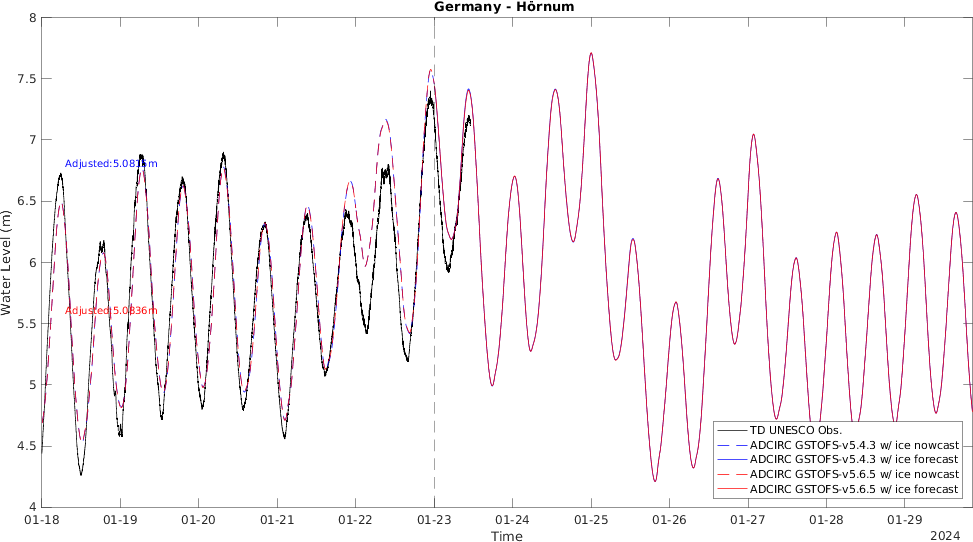 Germany - Hörnum
8
7.5
7
6.5
6
5.5
5
4.5
4
Water Level (m)
Adjusted:5.0836m
TD UNESCO Obs.
ADCIRC GSTOFS-v5.4.3 w/ ice nowcast
ADCIRC GSTOFS-v5.4.3 w/ ice forecast
ADCIRC GSTOFS-v5.6.5 w/ ice nowcast
ADCIRC GSTOFS-v5.6.5 w/ ice forecast
01-18 01-19 01-20 01-21 01-22 01-23 01-24 01-25 01-26 01-27 01-28 01-29
Time
2024